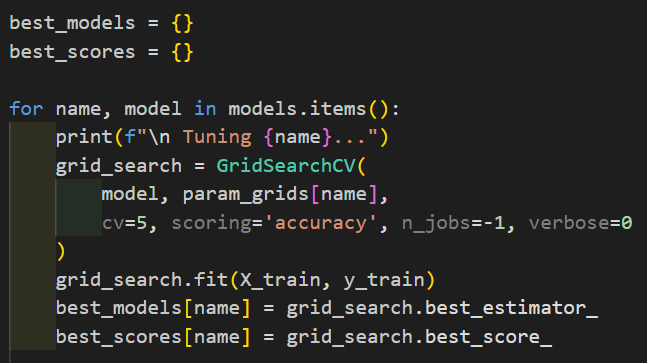 best_models = {}
best_scores = {}
for name, model in models.items():
    print(f"\n Tuning {name}...")
    grid_search = GridSearchCV(
        model, param_grids[name],
        cv=5, scoring='accuracy', n_jobs=-1, verbose=0
    )
    grid_search.fit(X_train, y_train)
    best_models[name] = grid_search.best_estimator_
    best_scores[name] = grid_search.best_score_